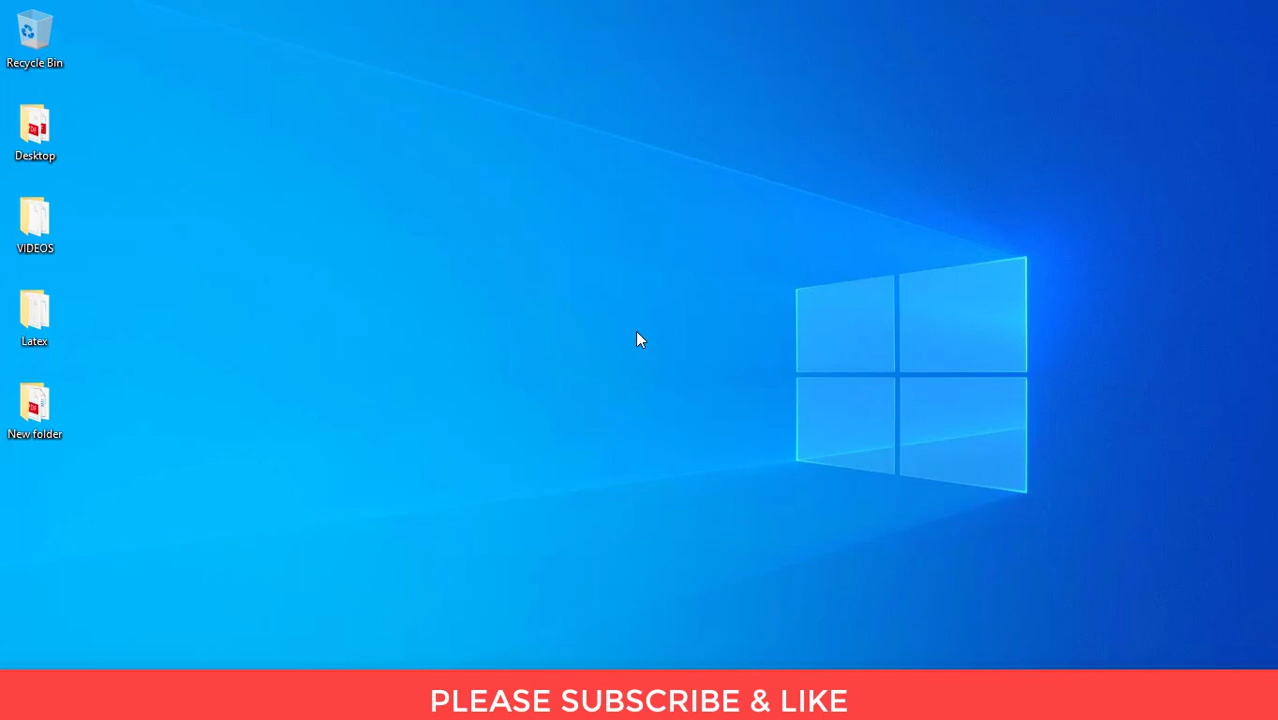 Recycle Bin
Desktop
VIDEOS
Latex
New folder
PLEASE SUBSCRIBE & LIKE